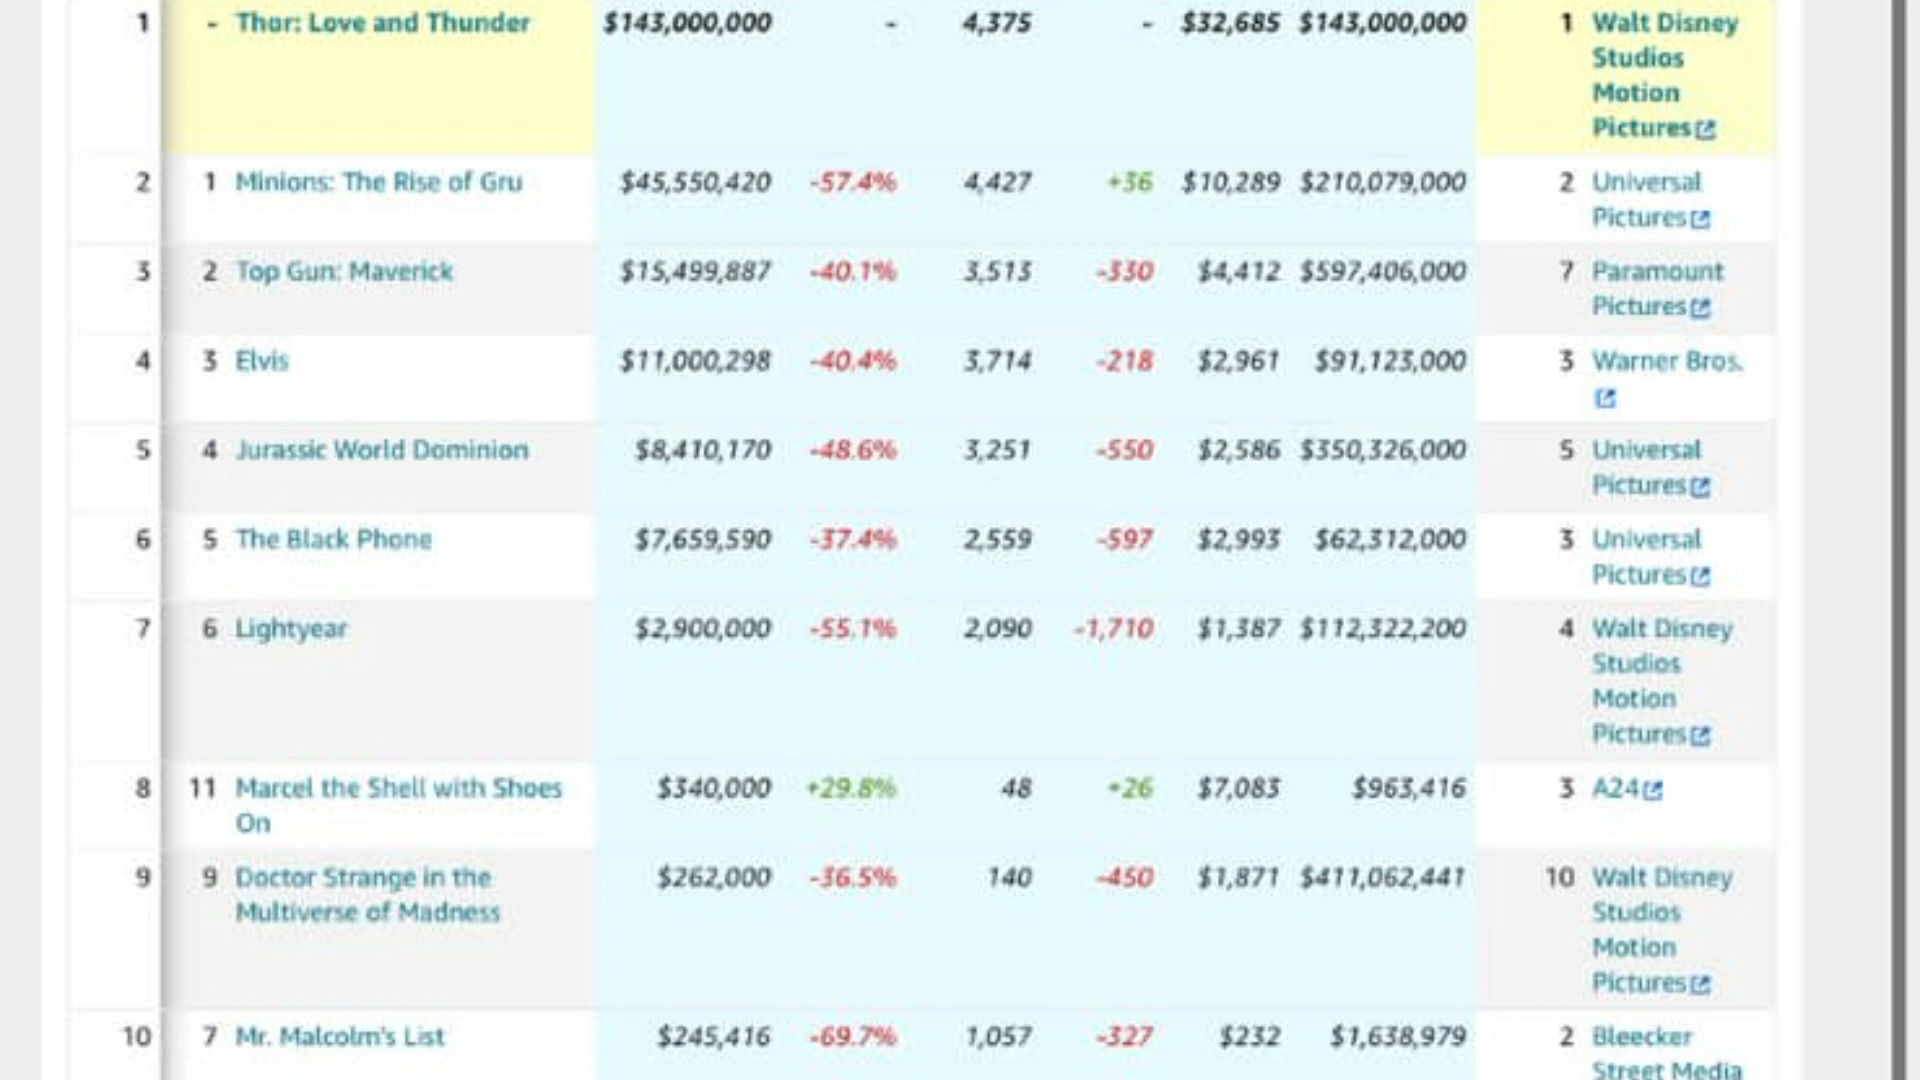 1 - Thor: Love and Thunder $143,000,000 - 4,375 - $32,685 $143,000,000 1 Walt Disney
Studios
Motion
Pictures
2 1 Minions: The Rise of Gru $45,550,420 -57.4% 4,427 +36 $10,289 $210,079,000 2 Universal
Pictures
3 2 Top Gun: Maverick $15,499,887 -40.1% 3,513 -330 $4,412 $597,406,000 7 Paramount
Pictures
4 3 Elvis $11,000,298 -40.4% 3,714 -218 $2,961 $91,123,000 3 Warner Bros.
5 4 Jurassic World Dominion $8,410,170 -48.6% 3,251 -550 $2,586 $350,326,000 5 Universal
Pictures
6 5 The Black Phone $7,659,590 -37.4% 2,559 -597 $2,993 $62,312,000 3 Universal
Pictures
7 6 Lightyear $2,900,000 -55.1% 2,090 -1,710 $1,387 $112,322,200 4 Walt Disney
Studios
Motion
Pictures
8 11 Marcel the Shell with Shoes $340,000 +29.8% 48 +26 $7,083 $963,416 3 A24
On
9 9 Doctor Strange in the $262,000 -36.5% 140 -450 $1,871 $411,062,441 10 Walt Disney
Multiverse of Madness Studios
Motion
Pictures
10 7 Mr. Malcolm's List $245,416 -69.7% 1,057 -327 $232 $1,638,979 2 Bleecker
Street Media